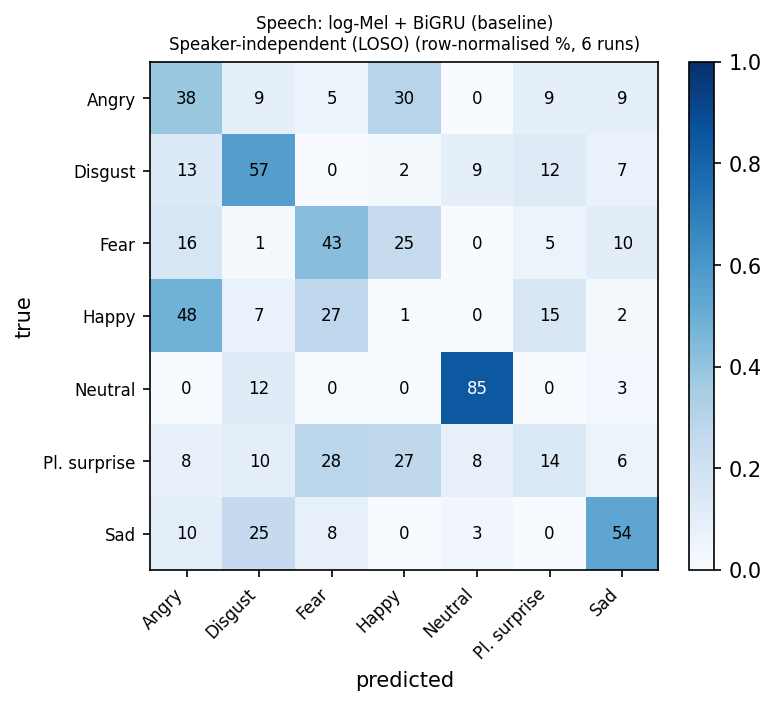 Speech: log-Mel + BiGRU (baseline)
Speaker-independent (LOSO) (row-normalised %, 6 runs)
Angry 38 9 5 30 0 9 9
Disgust 13 57 0 2 9 12 7
Fear 16 1 43 25 0 5 10
Happy 48 7 27 1 0 15 2
Neutral 0 12 0 0 85 0 3
Pl. surprise 8 10 28 27 8 14 6
Sad 10 25 8 0 3 0 54
true
Angry Disgust Fear Happy Neutral Pl. surprise Sad
predicted
1.0
0.8
0.6
0.4
0.2
0.0